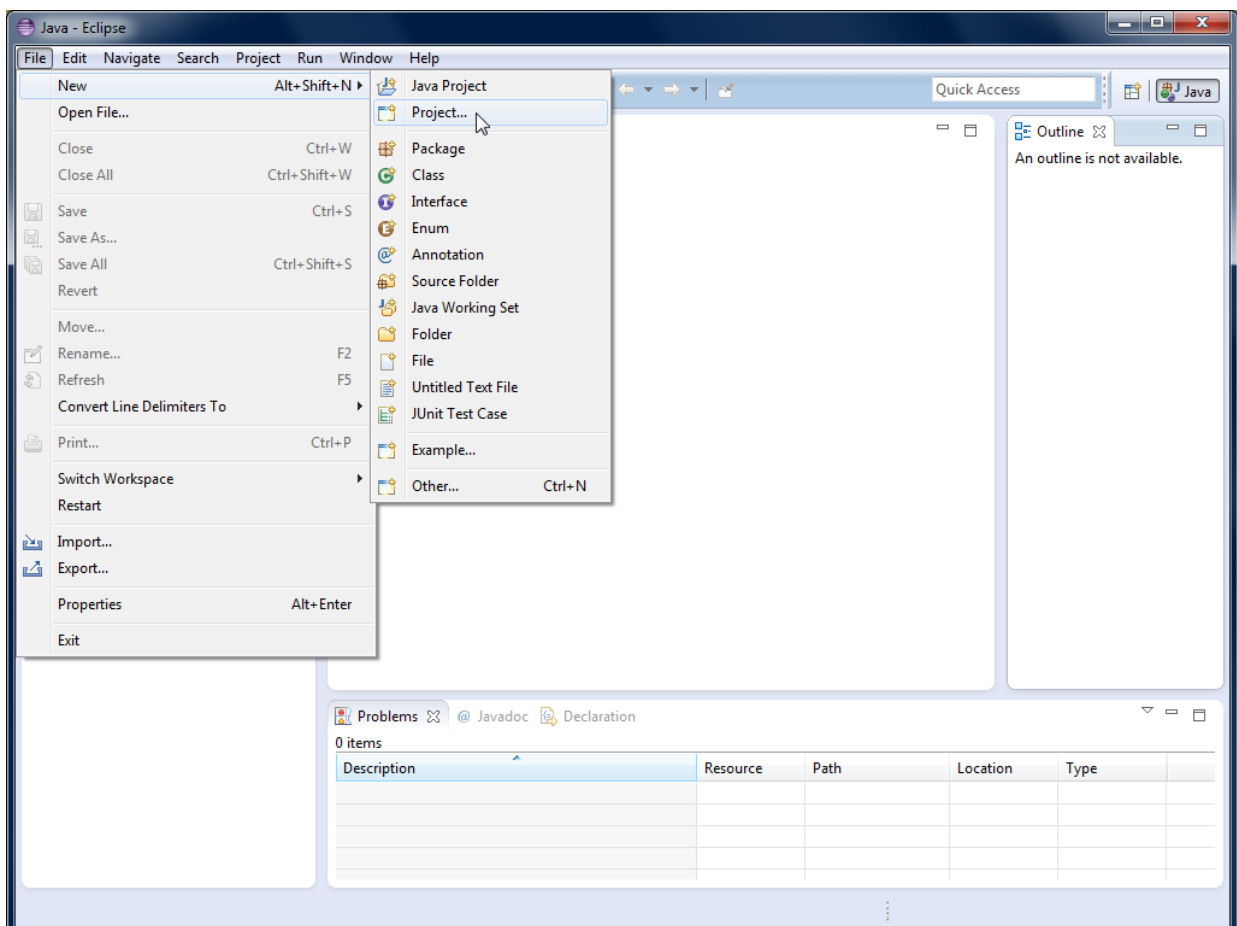 Java - Eclipse
File Edit Navigate Search Project Run Window Help
New Alt+Shift+N
Open File...
Close Ctrl+W
Close All Ctrl+Shift+W
Save Ctrl+S
Save As...
Save All Ctrl+Shift+S
Revert
Move...
Rename... F2
Refresh F5
Convert Line Delimiters To
Print... Ctrl+P
Switch Workspace
Restart
Import...
Export...
Properties Alt+Enter
Exit
Java Project
Project...
Package
Class
Interface
Enum
Annotation
Source Folder
Java Working Set
Folder
File
Untitled Text File
JUnit Test Case
Example...
Other... Ctrl+N
Quick Access
Java
Outline
An outline is not available.
Problems @ Javadoc Declaration
0 items
Description Resource Path Location Type